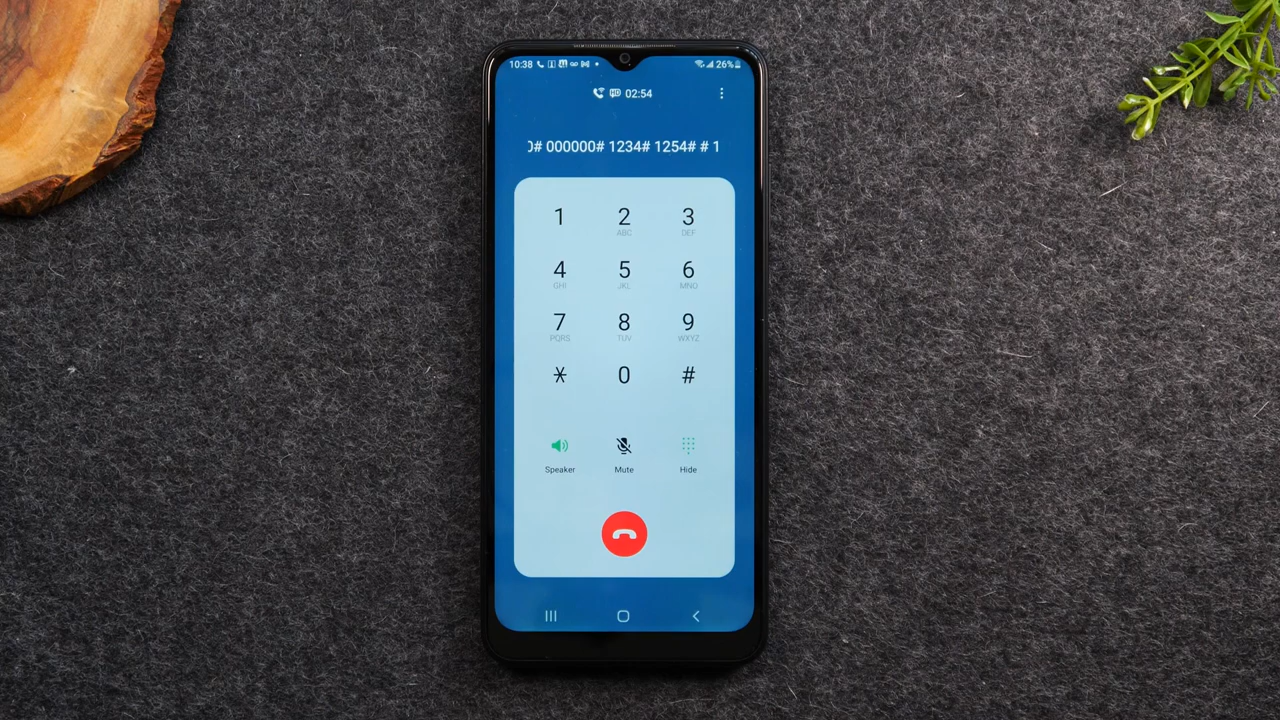 10:38 26%
02:54
0# 000000# 1234# 1254# # 1
1 2 3
ABC DEF
4 5 6
GHI JKL MNO
7 8 9
PQRS TUV WXYZ
* 0 #
Speaker Mute Hide